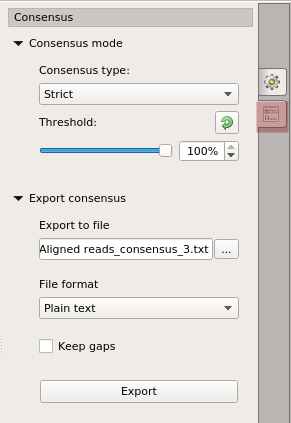 Consensus
Consensus mode
Consensus type:
Strict
Threshold:
100%
Export consensus
Export to file
Aligned reads_consensus_3.txt
...
File format
Plain text
Keep gaps
Export